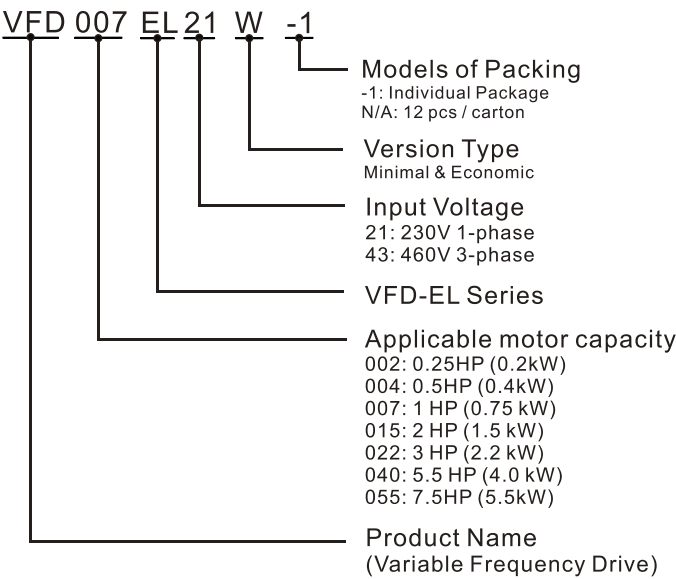 VFD 007 EL 21 W -1
Models of Packing
-1: Individual Package
N/A: 12 pcs / carton
Version Type
Minimal & Economic
Input Voltage
21: 230V 1-phase
43: 460V 3-phase
VFD-EL Series
Applicable motor capacity
002: 0.25HP (0.2kW)
004: 0.5HP (0.4kW)
007: 1 HP (0.75 kW)
015: 2 HP (1.5 kW)
022: 3 HP (2.2 kW)
040: 5.5 HP (4.0 kW)
055: 7.5HP (5.5kW)
Product Name
(Variable Frequency Drive)